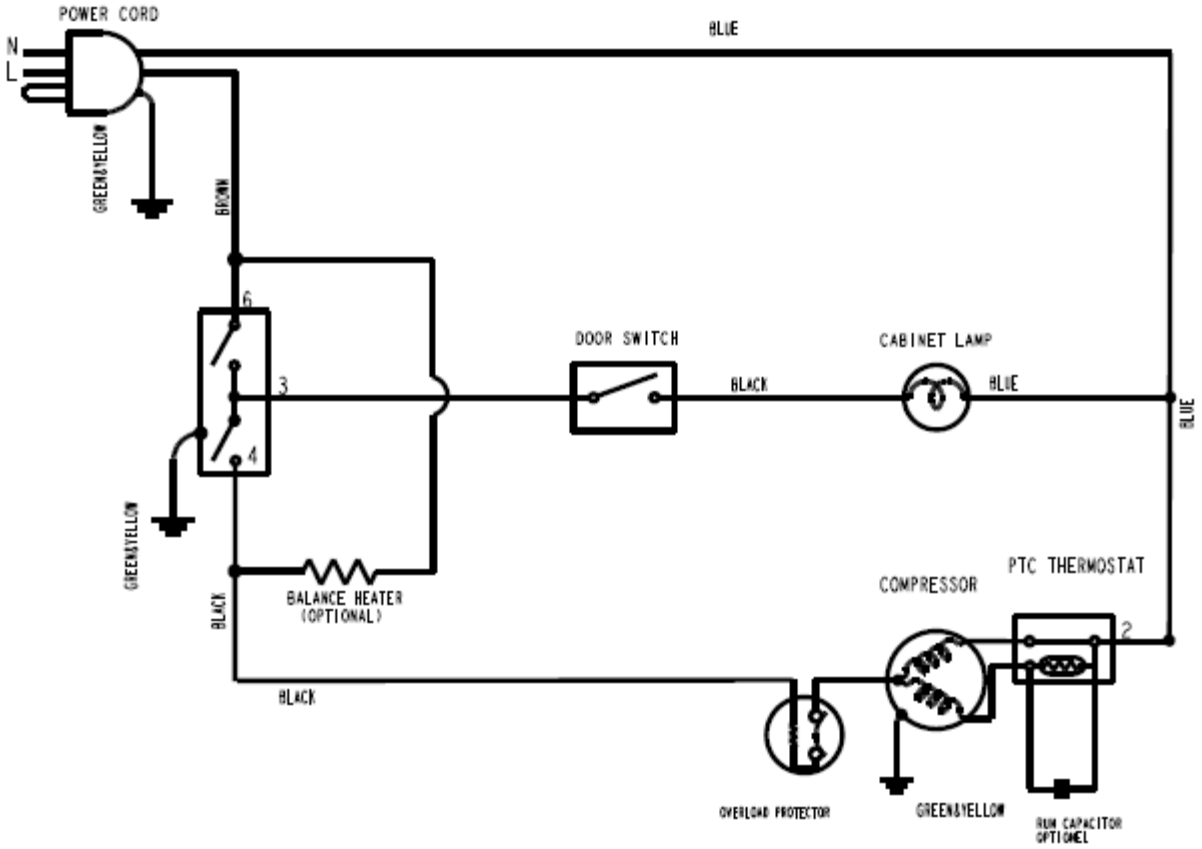 POWER CORD
BLUE
N
L
GREEN&YELLOW
BROWN
6
DOOR SWITCH
CABINET LAMP
3
BLACK
BLUE
BLUE
4
GREEN&YELLOW
PTC THERMOSTAT
COMPRESSOR
BALANCE HEATER
(OPTIONAL)
BLACK
2
BLACK
OVERLOAD PROTECTOR
GREEN&YELLOW
RUN CAPACITOR
OPTIONEL